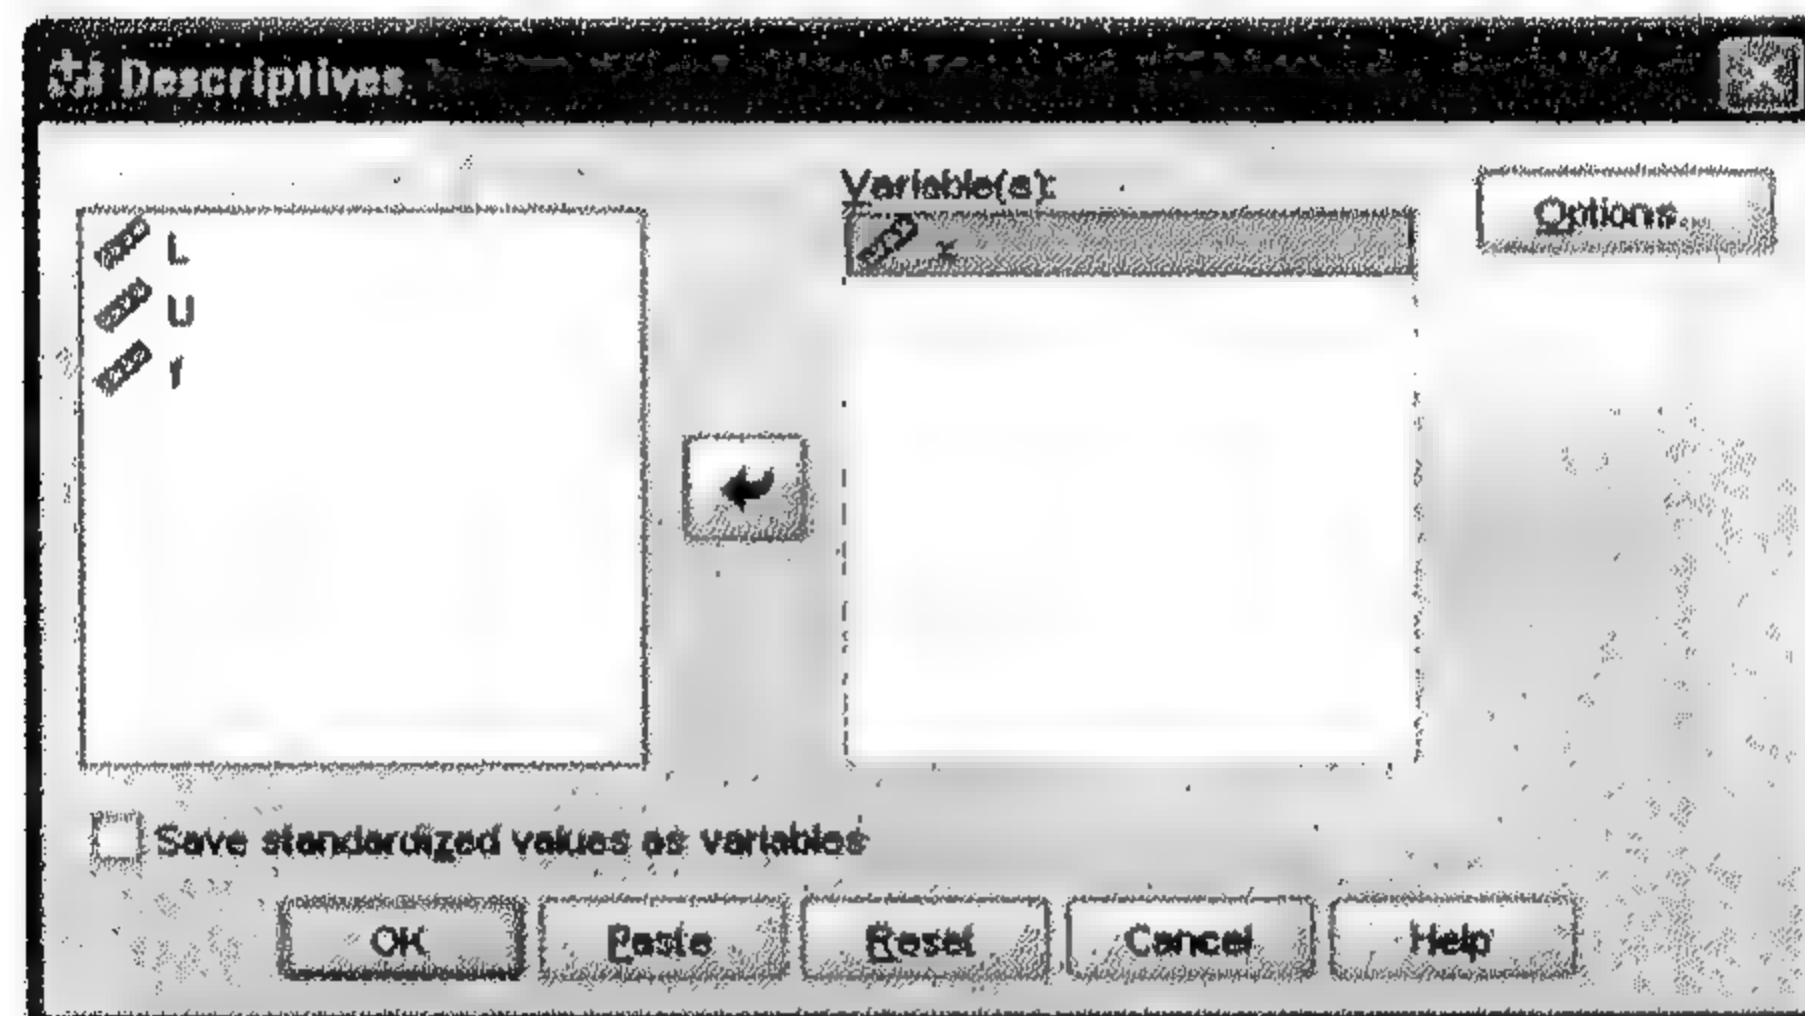 Descriptives
L
U
f
Variable(s):
x
Options...
Save standardized values as variables
OK
Paste
Reset
Cancel
Help